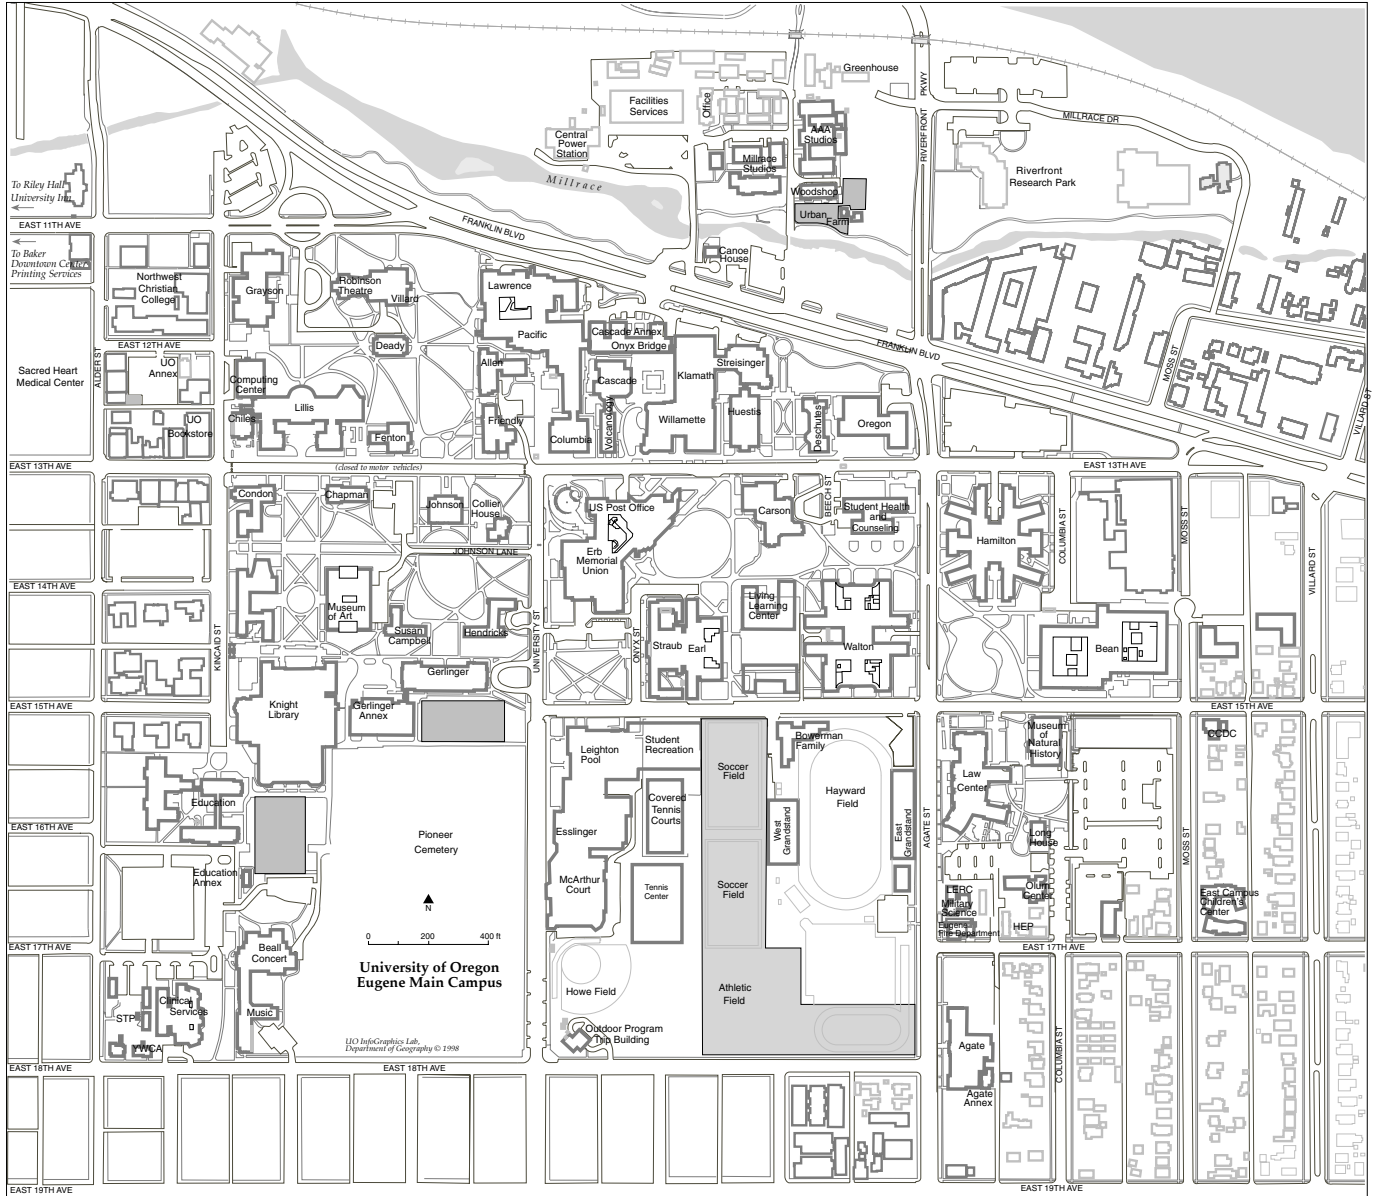 Greenhouse
PKWY
Facilities
Services
Office
MILLRACE DR
AAA
Studios
Central
Power
Station
RIVERFRONT
Millrace
Studios
Riverfront
Research Park
Millrace
To Riley Hall
University Inn
Woodshop
Urban
Farm
EAST 11TH AVE
FRANKLIN BLVD
To Baker
Downtown Center
Printing Services
Canoe
House
Northwest
Christian
College
Grayson
Robinson
Theatre
Villard
Lawrence
Pacific
Cascade Annex
Onyx Bridge
Deady
EAST 12TH AVE
FRANKLIN BLVD
ALDER ST
UO
Annex
Allen
Streisinger
MOSS ST
Sacred Heart
Medical Center
Computing
Center
Cascade
Klamath
VILLARD ST
Lillis
Chiles
UO
Bookstore
Friendly
Volcanology
Willamette
Huestis
Deschutes
Oregon
Fenton
Columbia
EAST 13TH AVE
(closed to motor vehicles)
EAST 13TH AVE
Condon
Chapman
Johnson
Collier
House
US Post Office
Carson
BEECH ST
Student Health
and
Counseling
Hamilton
COLUMBIA ST
MOSS ST
JOHNSON LANE
Erb
Memorial
Union
VILLARD ST
EAST 14TH AVE
Museum
of Art
Living
Learning
Center
Susan
Campbell
Hendricks
UNIVERSITY ST
ONYX ST
KINCAID ST
Straub
Earl
Walton
Bean
Gerlinger
Knight
Library
Gerlinger
Annex
EAST 15TH AVE
EAST 15TH AVE
Leighton
Pool
Student
Recreation
Bowerman
Family
Museum
of
Natural
History
CCDC
Soccer
Field
Law
Center
Hayward
Field
Education
Covered
Tennis
Courts
West
Grandstand
East
Grandstand
AGATE ST
EAST 16TH AVE
Pioneer
Cemetery
Esslinger
Long
House
MOSS ST
Education
Annex
McArthur
Court
Tennis
Center
Soccer
Field
LERC
Military
Science
Olum
Center
East Campus
Children's
Center
N
Eugene
Fire Department
HEP
0 200 400 ft
EAST 17TH AVE
EAST 17TH AVE
Beall
Concert
University of Oregon
Eugene Main Campus
Howe Field
Athletic
Field
Clinical
Services
STP
Music
Outdoor Program
Trip Building
YWCA
UO InfoGraphics Lab,
Department of Geography © 1998
Agate
COLUMBIA ST
EAST 18TH AVE
EAST 18TH AVE
Agate
Annex
EAST 19TH AVE
EAST 19TH AVE